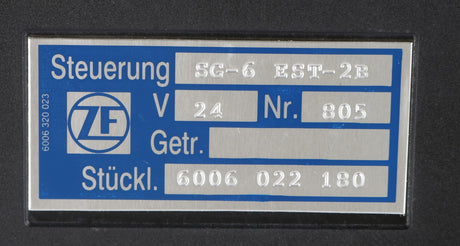 Steuerung SG-6 EST-2B
V 24 Nr. 805
ZF
Getr.
Stückl. 6006 022 180
6006 320 023